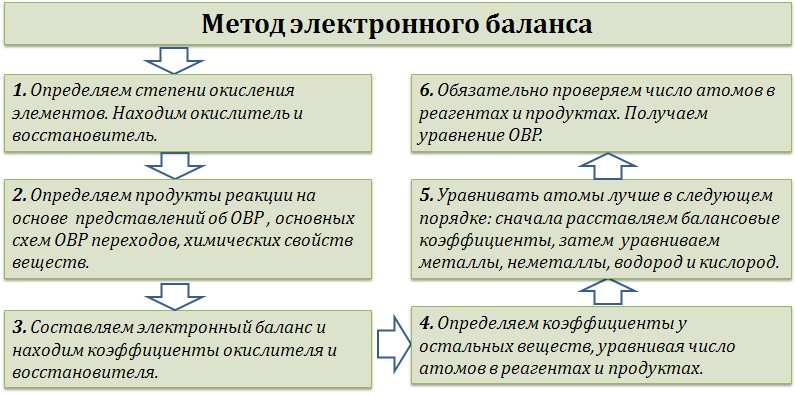 Метод электронного баланса
1. Определяем степени окисления
элементов. Находим окислитель и
восстановитель.
2. Определяем продукты реакции на
основе представлений об ОВР , основных
схем ОВР переходов, химических свойств
веществ.
3. Составляем электронный баланс и
находим коэффициенты окислителя и
восстановителя.
4. Определяем коэффициенты у
остальных веществ, уравнивая число
атомов в реагентах и продуктах.
5. Уравнивать атомы лучше в следующем
порядке: сначала расставляем балансовые
коэффициенты, затем уравниваем
металлы, неметаллы, водород и кислород.
6. Обязательно проверяем число атомов в
реагентах и продуктах. Получаем
уравнение ОВР.